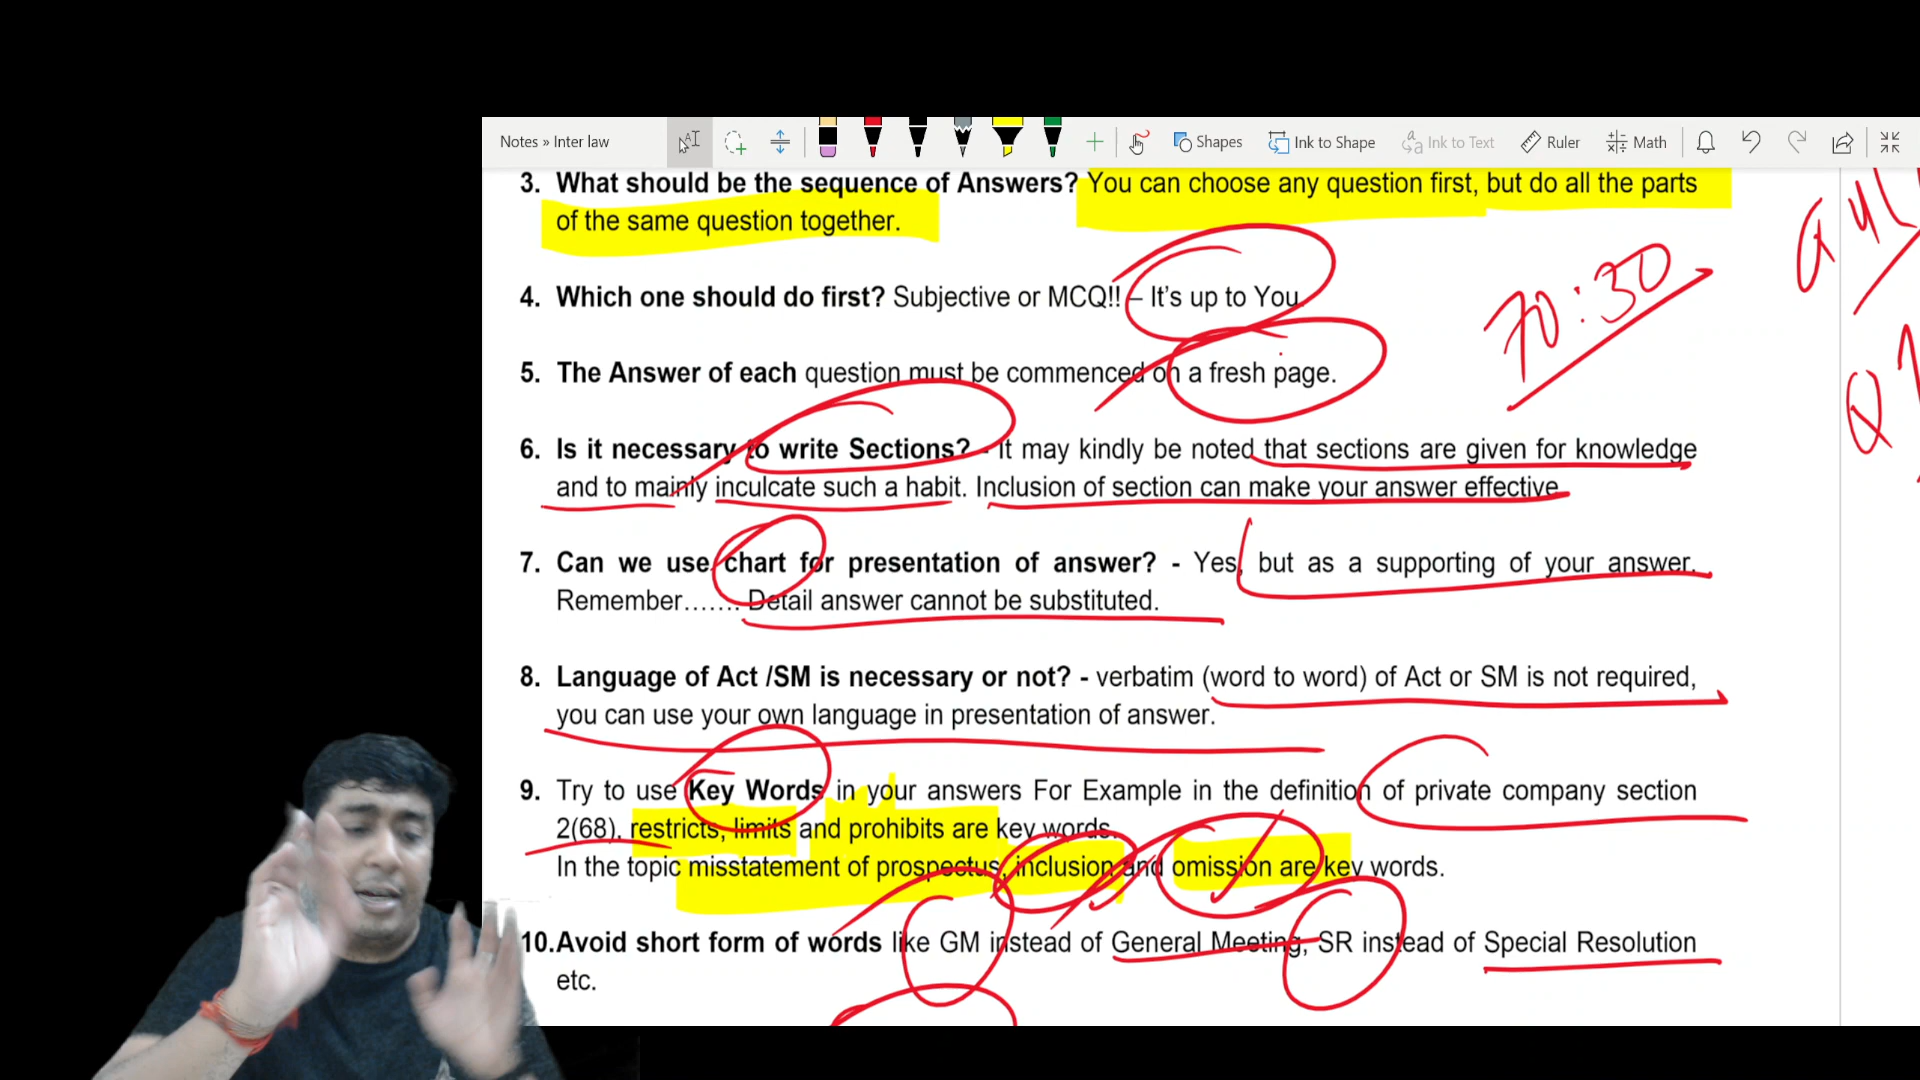 Notes » Inter law
Shapes
Ink to Shape
Ink to Text
Ruler
Math
3. What should be the sequence of Answers? You can choose any question first, but do all the parts
of the same question together.
4. Which one should do first? Subjective or MCQ!! – It's up to You.
70:30
5. The Answer of each question must be commenced on a fresh page.
6. Is it necessary to write Sections? - It may kindly be noted that sections are given for knowledge
and to mainly inculcate such a habit. Inclusion of section can make your answer effective.
7. Can we use chart for presentation of answer? - Yes, but as a supporting of your answer.
Remember……. Detail answer cannot be substituted.
8. Language of Act /SM is necessary or not? - verbatim (word to word) of Act or SM is not required,
you can use your own language in presentation of answer.
9. Try to use Key Words in your answers For Example in the definition of private company section
2(68), restricts, limits and prohibits are key words.
In the topic misstatement of prospectus, inclusion and omission are key words.
10.Avoid short form of words like GM instead of General Meeting, SR instead of Special Resolution
etc.